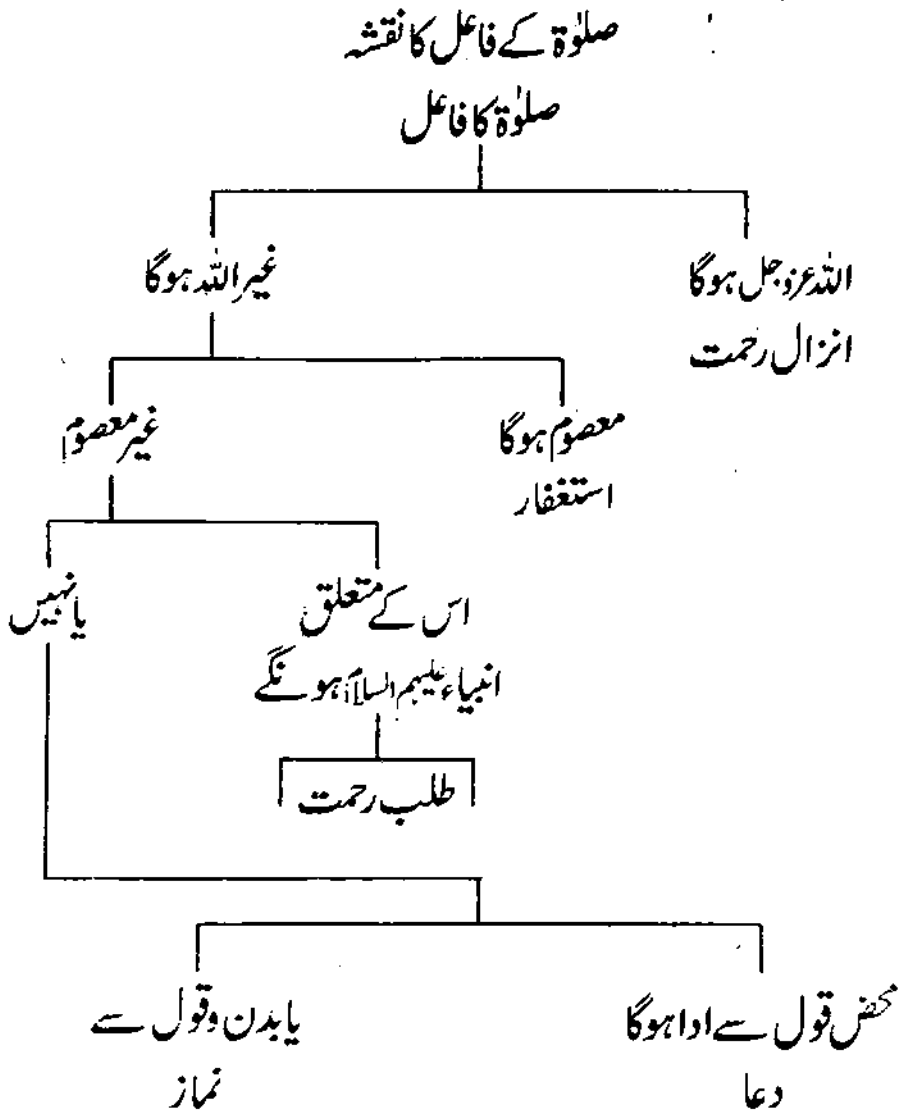 صلوٰۃ کے فاعل کا نقشہ
صلوٰۃ کا فاعل
اللہ عزوجل ہوگا
انزال رحمت
غیر اللہ ہوگا
معصوم ہوگا
استغفار
غیر معصوم
اس کے متعلق
انبیاء علیہم السلام ہونگے
طلب رحمت
یا نہیں
محض قول سے ادا ہوگا
دعا
یا بدن و قول سے
نماز